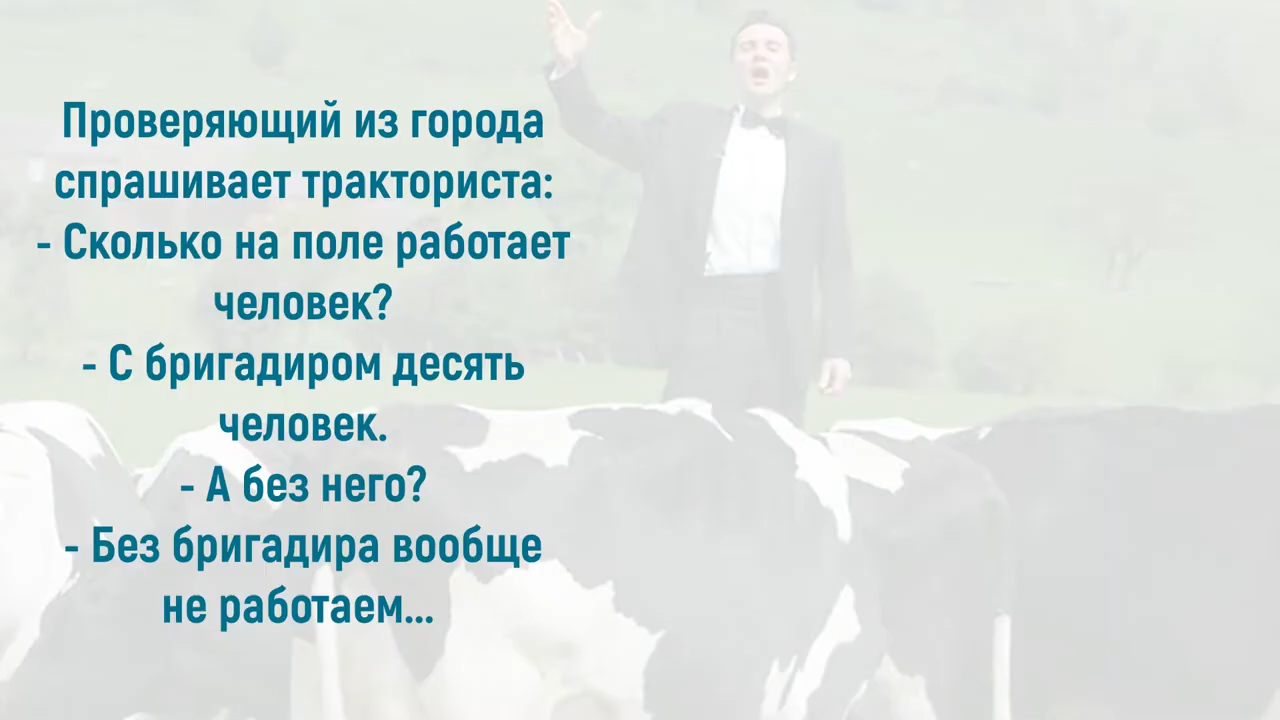 Проверяющий из города
спрашивает тракториста:
- Сколько на поле работает
человек?
- С бригадиром десять
человек.
- А без него?
- Без бригадира вообще
не работаем...